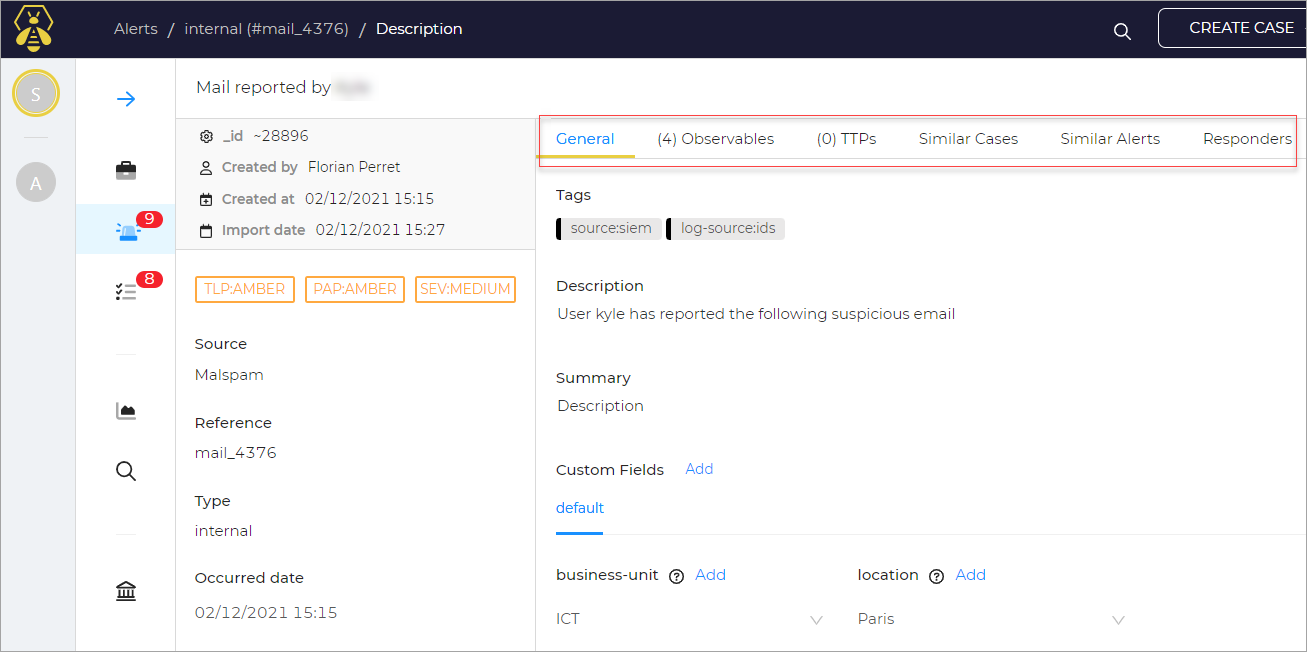 Alerts / internal (#mail_4376) / Description
CREATE CASE
S
A
9
8
Mail reported by
_id ~28896
Created by Florian Perret
Created at 02/12/2021 15:15
Import date 02/12/2021 15:27
TLP:AMBER PAP:AMBER SEV:MEDIUM
Source
Malspam
Reference
mail_4376
Type
internal
Occurred date
02/12/2021 15:15
General (4) Observables (0) TTPs Similar Cases Similar Alerts Responders
Tags
source:siem log-source:ids
Description
User kyle has reported the following suspicious email
Summary
Description
Custom Fields Add
default
business-unit ? Add location ? Add
ICT Paris